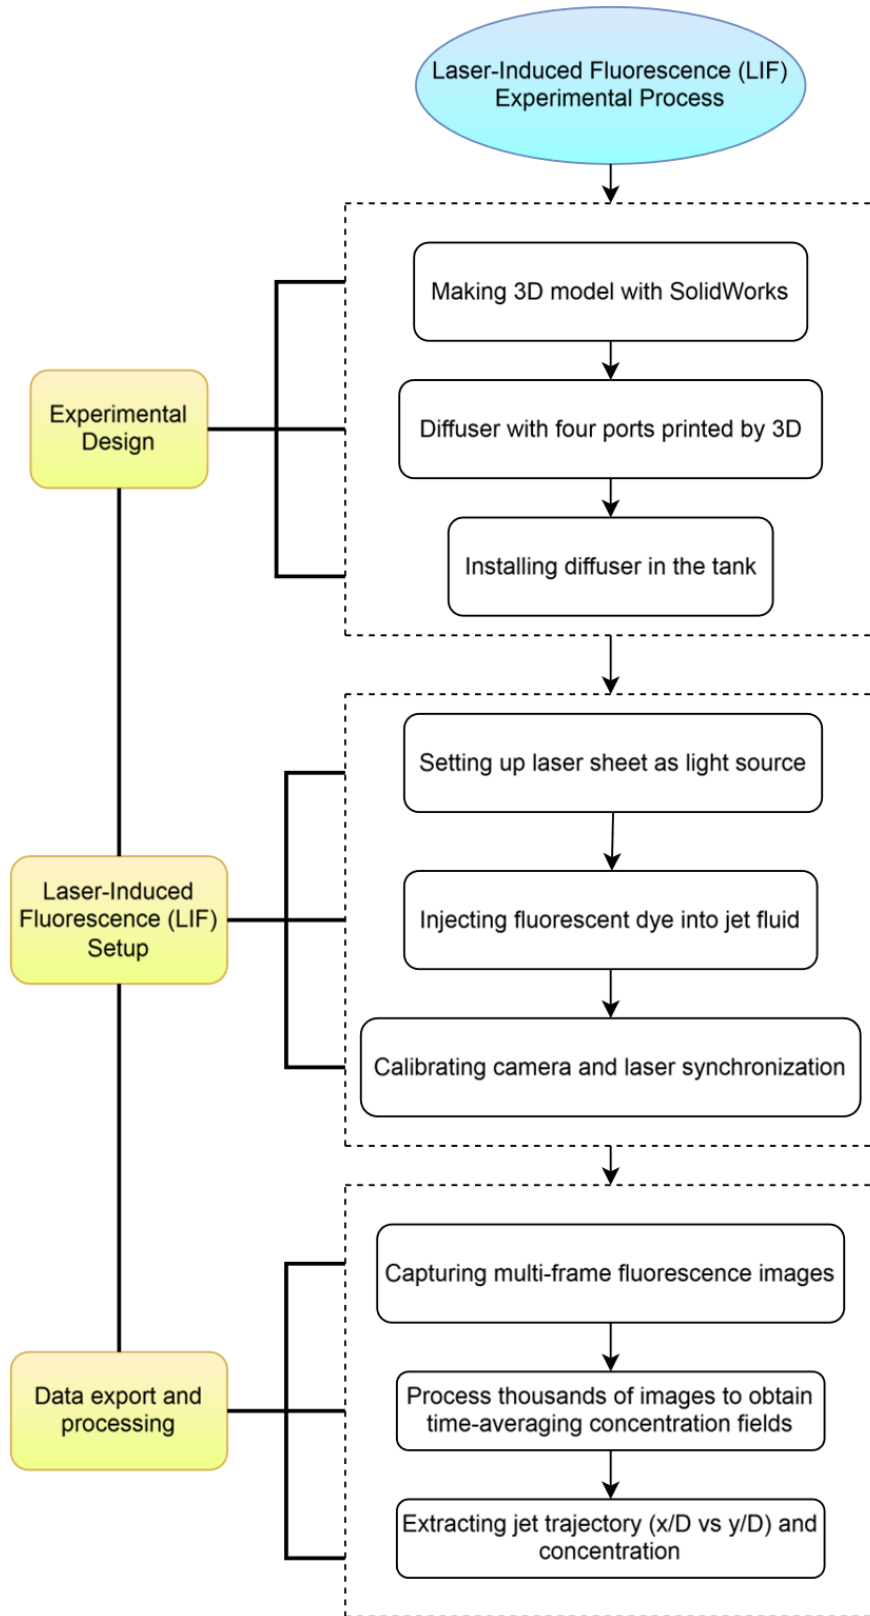 Laser-Induced Fluorescence (LIF)
Experimental Process
Experimental
Design
Making 3D model with SolidWorks
Diffuser with four ports printed by 3D
Installing diffuser in the tank
Laser-Induced
Fluorescence (LIF)
Setup
Setting up laser sheet as light source
Injecting fluorescent dye into jet fluid
Calibrating camera and laser synchronization
Data export and
processing
Capturing multi-frame fluorescence images
Process thousands of images to obtain
time-averaging concentration fields
Extracting jet trajectory (x/D vs y/D) and
concentration